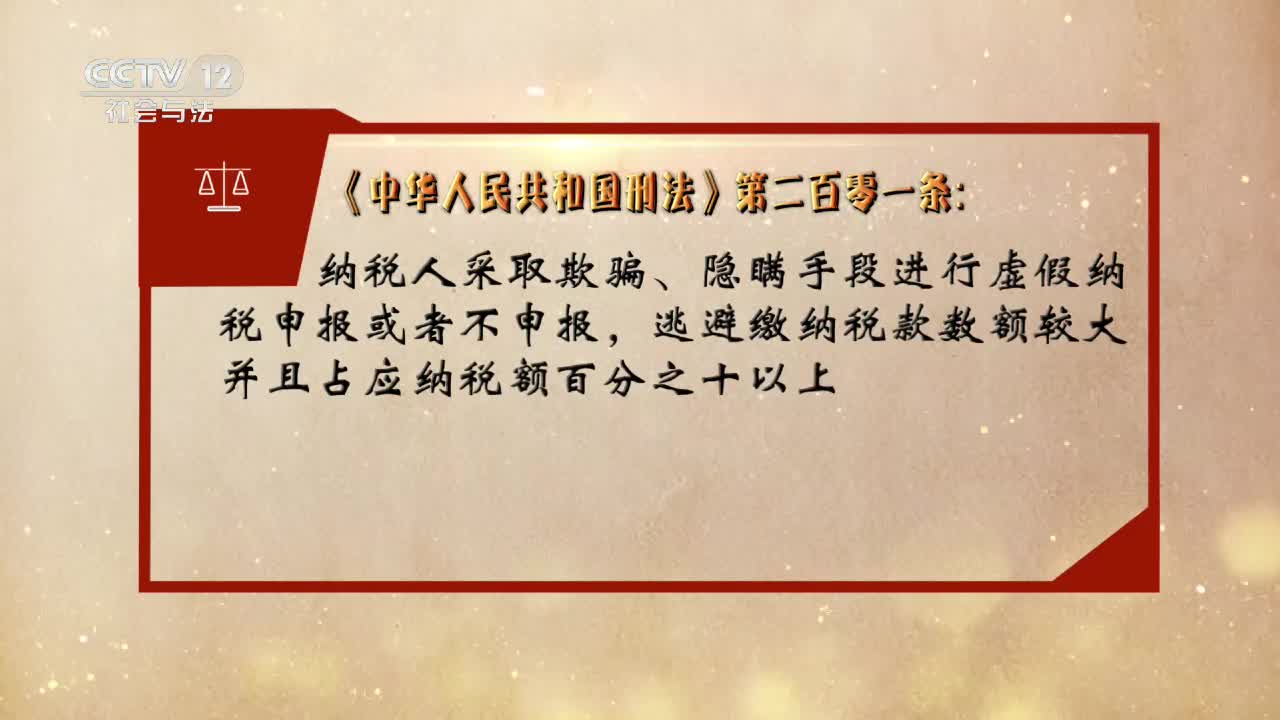 CCTV 12
社会与法
《中华人民共和国刑法》第二百零一条:
纳税人采取欺骗、隐瞒手段进行虚假纳
税申报或者不申报，逃避缴纳税款数额较大
并且占应纳税额百分之十以上